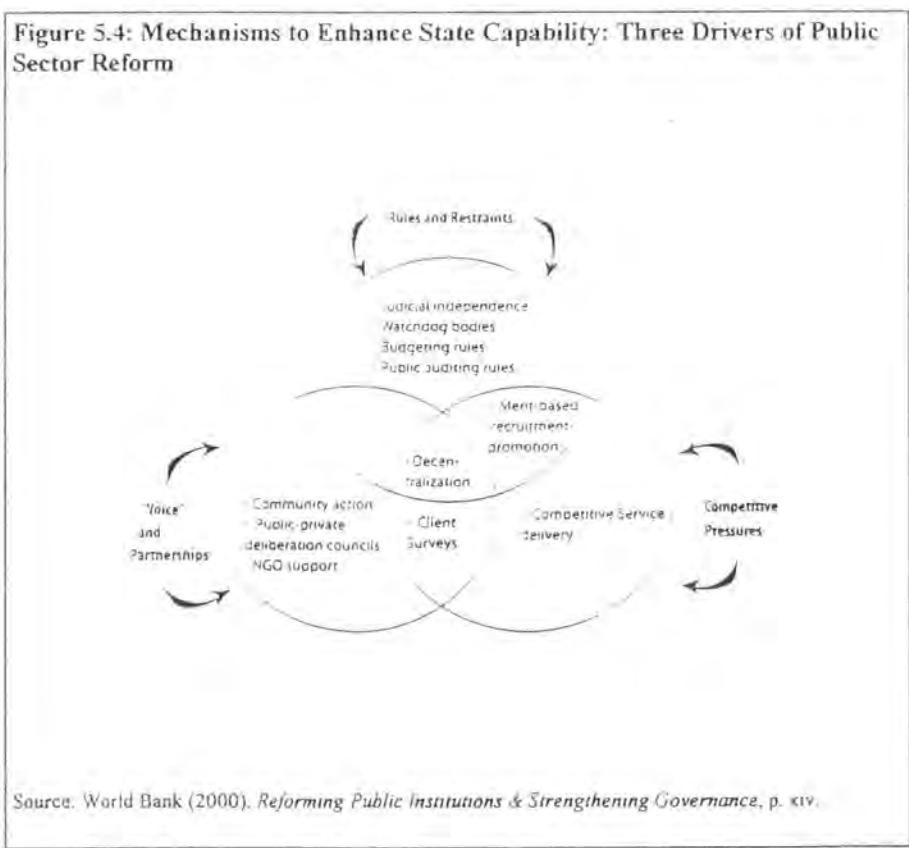 Figure 5.4: Mechanisms to Enhance State Capability: Three Drivers of Public
Sector Reform
Rules and Restraints
Judicial independence
Watchdog bodies
Budgeting rules
Public auditing rules
· Merit-based
recruitment-
promotion
· Decen-
tralization
"Voice"
and
Partnerships
· Community action
· Public-private
deliberation councils
NGO support
· Client
Surveys
· Competitive Service
delivery
Competitive
Pressures
Source: World Bank (2000). Reforming Public Institutions & Strengthening Governance, p. xiv.